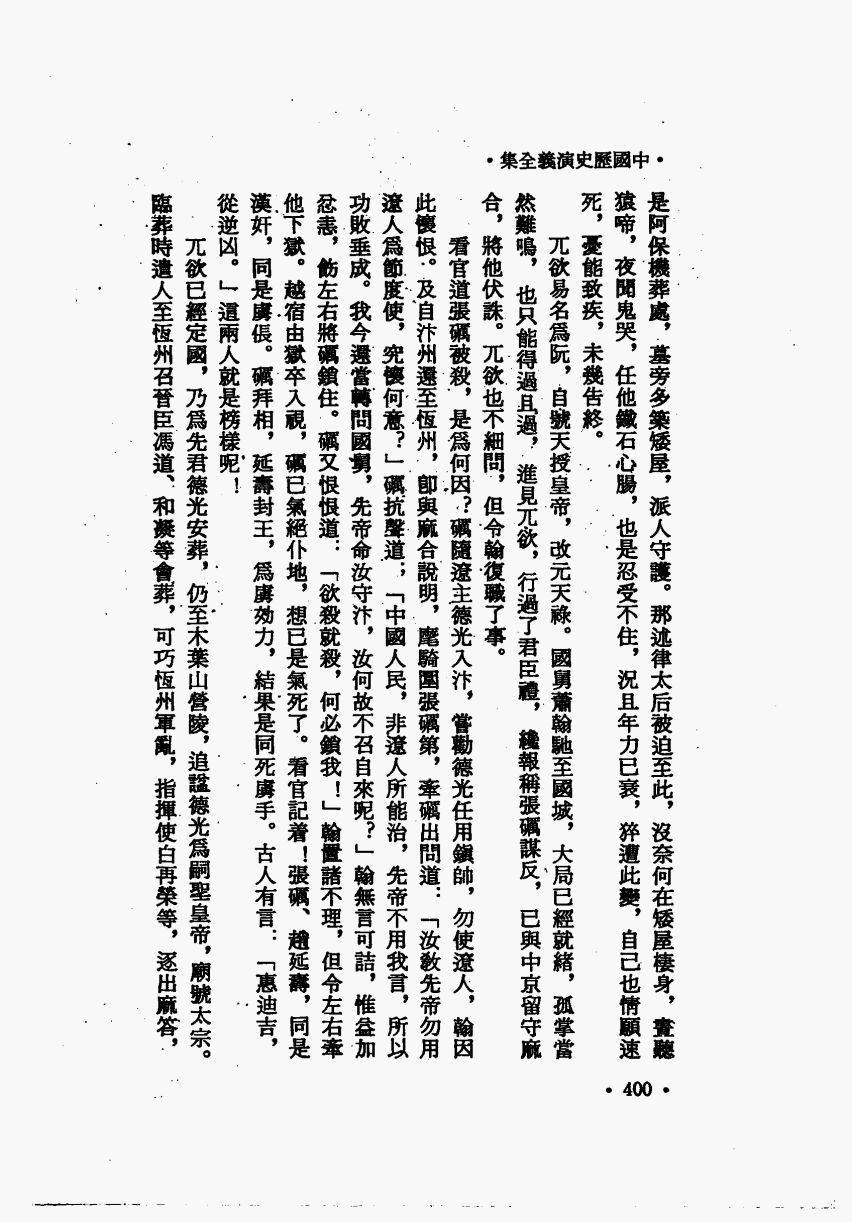 •中國歷史演義全集•
是阿保機葬處，墓旁多築矮屋，派人守護。那述律太后被迫至此，沒奈何在矮屋棲身，晝聽
猿啼，夜聞鬼哭，任他鐵石心腸，也是忍受不住，況且年力已衰，猝遭此變，自己也情願速
死，憂能致疾，未幾告終。
兀欲易名爲阮，自號天授皇帝，改元天祿。國舅蕭翰馳至國城，大局已經就緒，孤掌當
然難鳴，也只能得過且過，進見兀欲，行過了君臣禮，纔報稱張礪謀反，已與中京留守麻
合，將他伏誅。兀欲也不細問，但令翰復職了事。
看官道張礪被殺，是爲何因？礪隨遼主德光入汴，嘗勸德光任用鎮帥，勿使遼人，翰因
此懷恨。及自汴州還至恆州，卽與麻合說明，麾騎圍張礪第，牽礪出問道：「汝敎先帝勿用
遼人爲節度使，究懷何意？」礪抗聲道：「中國人民，非遼人所能治，先帝不用我言，所以
功敗垂成。我今還當轉問國舅，先帝命汝守汴，汝何故不召自來呢？」翰無言可詰，惟益加
忿恚，飭左右將礪鎖住。礪又恨恨道：「欲殺就殺，何必鎖我！」翰置諸不理，但令左右牽
他下獄。越宿由獄卒入視，礪已氣絕仆地，想已是氣死了。看官記着！張礪、趙延壽，同是
漢奸，同是虜倀。礪拜相，延壽封王，爲虜効力，結果是同死虜手。古人有言：「惠迪吉，
從逆凶。」這兩人就是榜樣呢！
兀欲已經定國，乃爲先君德光安葬，仍至木葉山營陵，追諡德光爲嗣聖皇帝，廟號太宗。
臨葬時遣人至恆州召晉臣馮道、和凝等會葬，可巧恆州軍亂，指揮使白再榮等，逐出麻答，
•400•